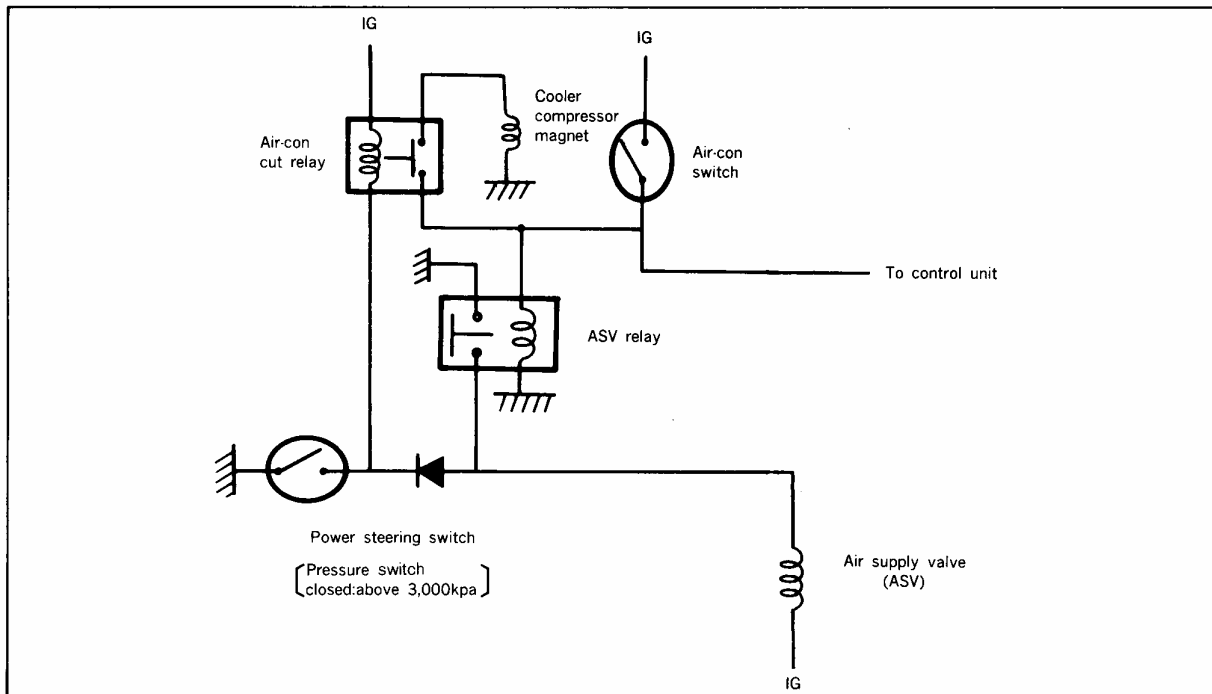 IG
IG
Cooler
compressor
magnet
Air-con
cut relay
Air-con
switch
To control unit
ASV relay
Power steering switch
[Pressure switch
closed:above 3,000kpa]
Air supply valve
(ASV)
IG